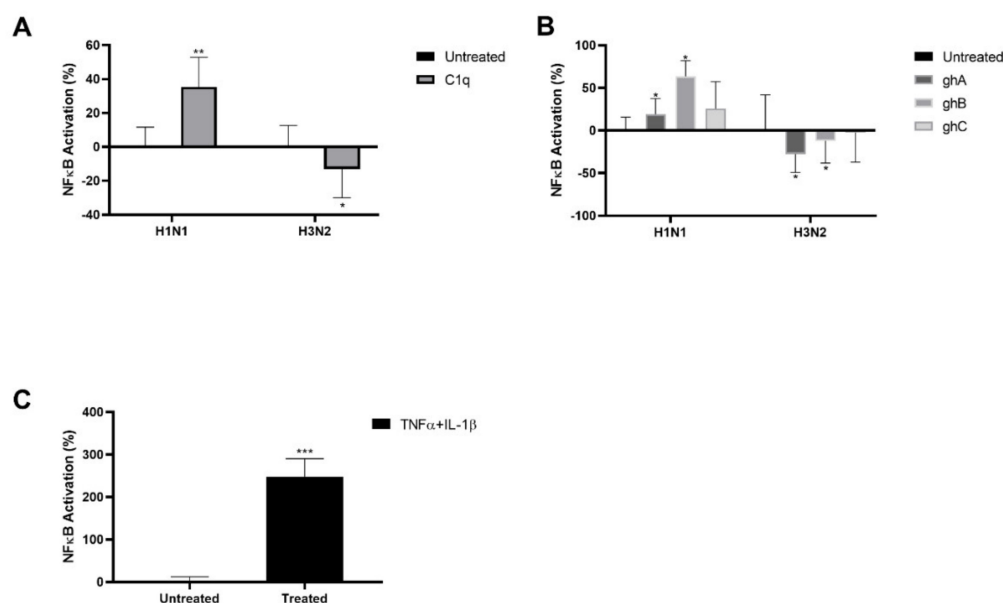 A
NFκB Activation (%)
60
40
20
0
-20
-40
**
*
H1N1
H3N2
Untreated
C1q
B
NFκB Activation (%)
100
50
0
-50
-100
*
*
*
*
H1N1
H3N2
Untreated
ghA
ghB
ghC
C
NFκB Activation (%)
400
300
200
100
0
***
Untreated
Treated
TNFα+IL-1β